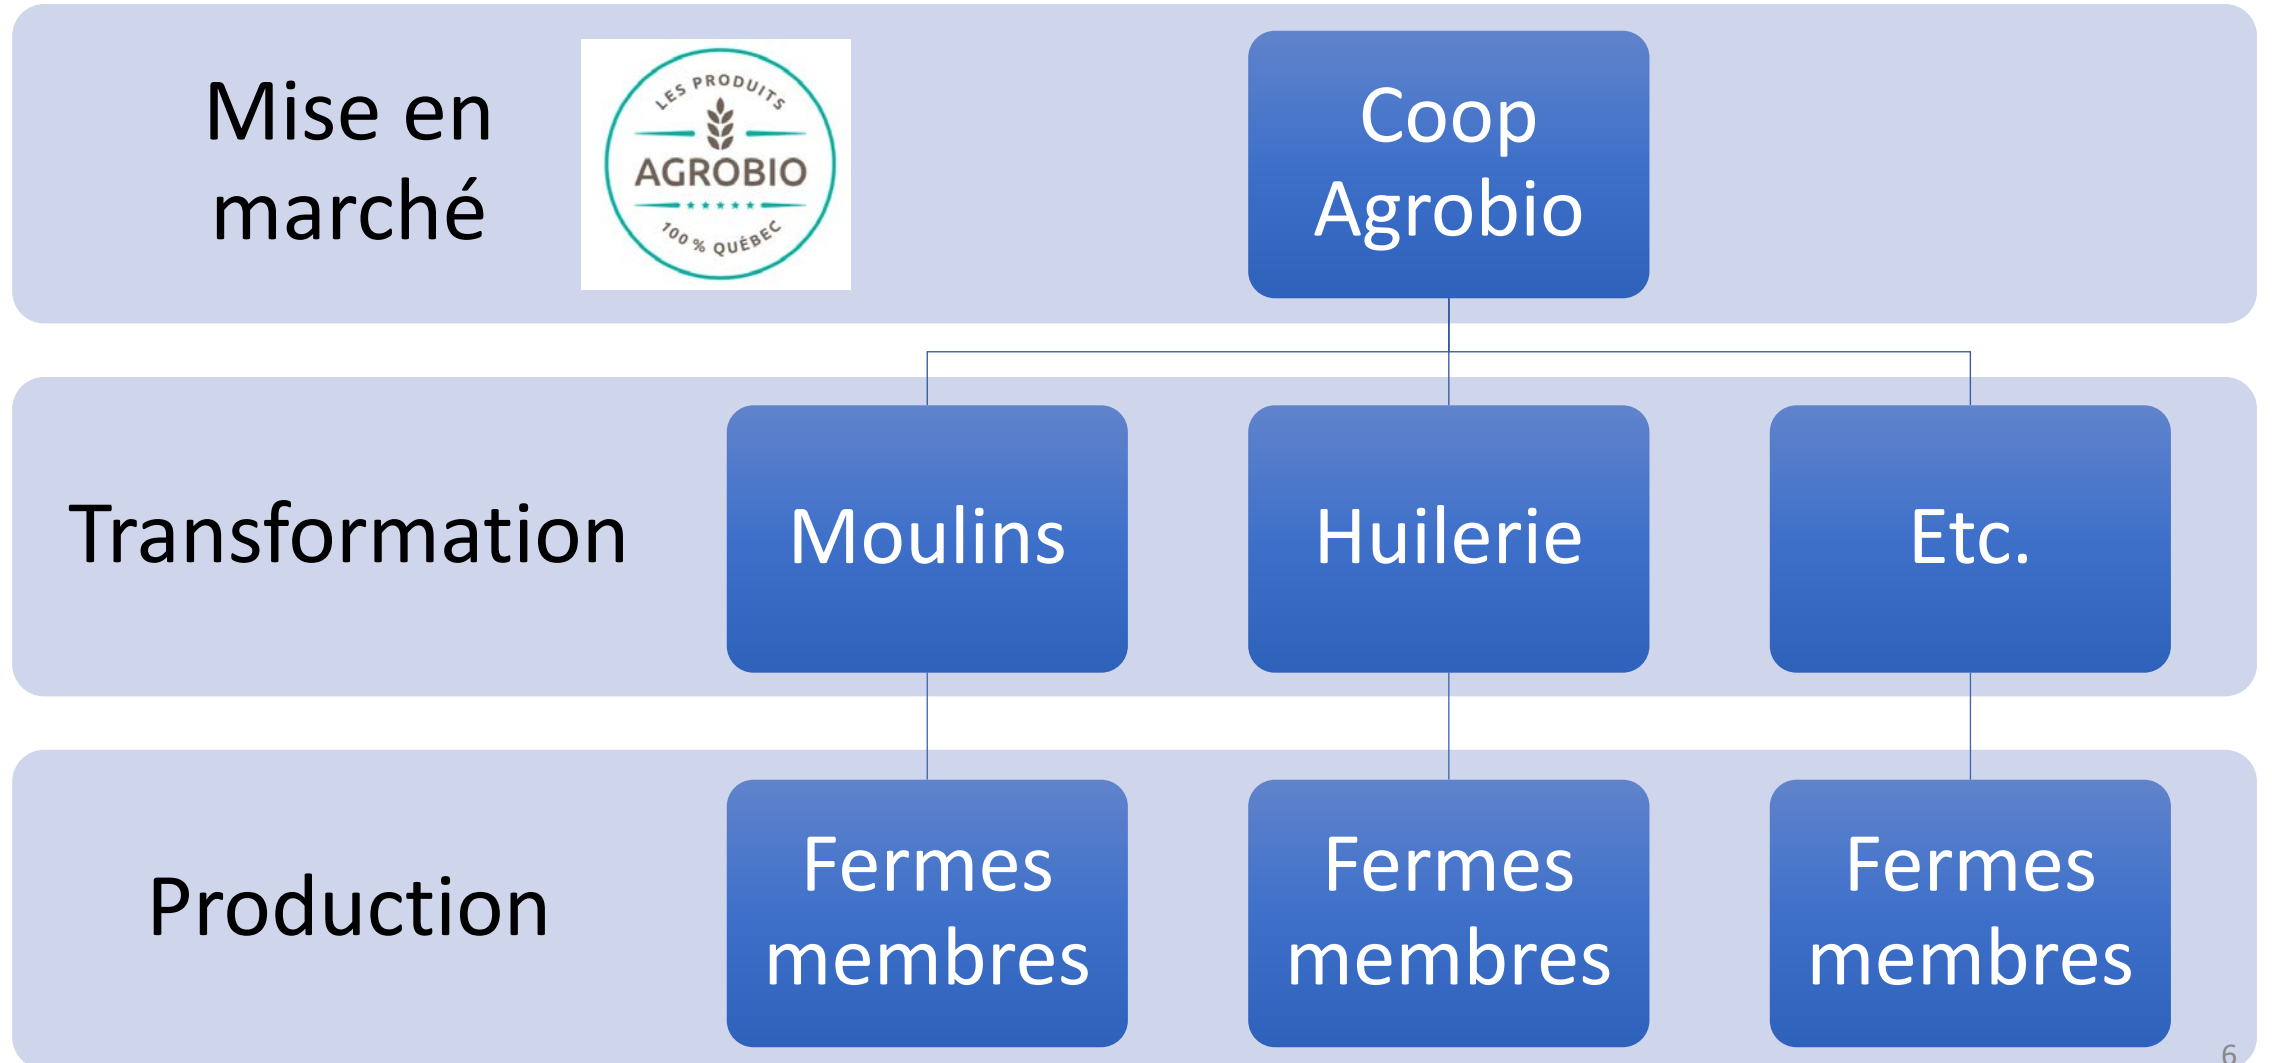 Mise en
marché
LES PRODUITS
AGROBIO
100 % QUÉBEC
Coop
Agrobio
Transformation
Moulins
Huilerie
Etc.
Production
Fermes
membres
Fermes
membres
Fermes
membres
6